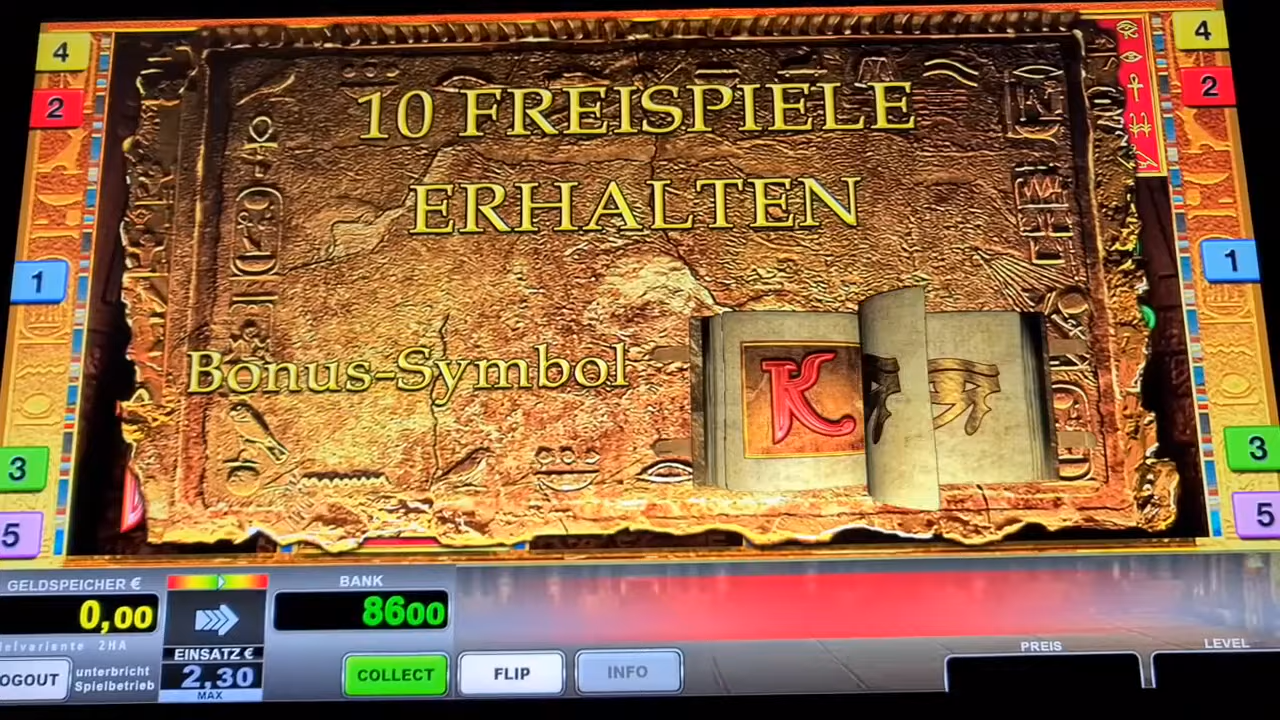 4
4
2
2
10 FREISPIELE
ERHALTEN
1
1
Bonus-Symbol
K
3
3
5
5
GELDSPEICHER €
BANK
0,00
8600
2HA
EINSATZ €
PREIS
LEVEL
OGOUT
unterbricht
Spielbetrieb
2,30
MAX
COLLECT
FLIP
INFO